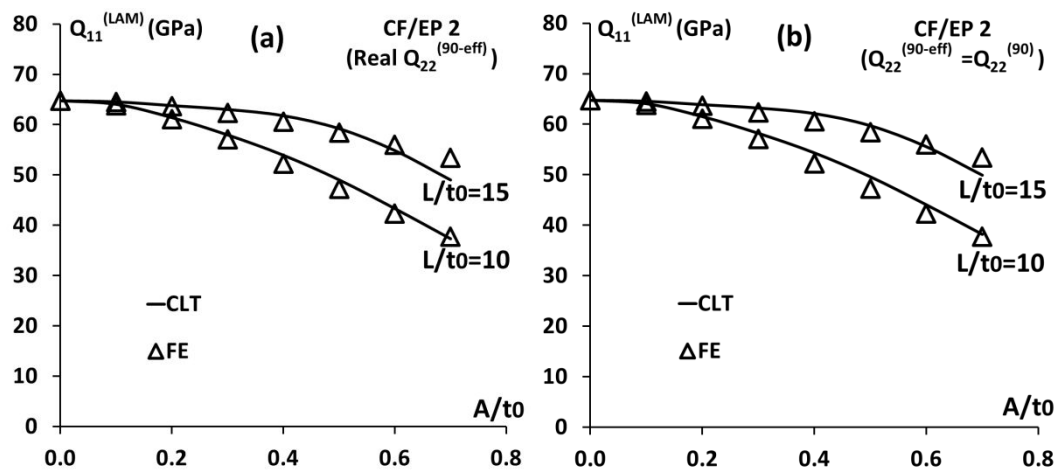 80
70
60
50
40
30
20
10
0
Q11(LAM) (GPa)
(a)
CF/EP 2
(Real Q22(90-eff))
L/t0=15
L/t0=10
CLT
FE
A/t0
0.0 0.2 0.4 0.6 0.8
80
70
60
50
40
30
20
10
0
Q11(LAM) (GPa)
(b)
CF/EP 2
(Q22(90-eff) =Q22(90))
L/t0=15
L/t0=10
CLT
FE
A/t0
0.0 0.2 0.4 0.6 0.8